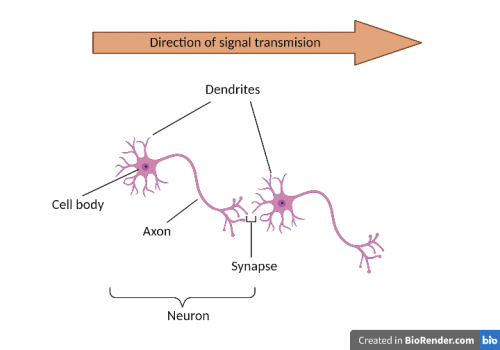 Direction of signal transmision
Dendrites
Cell body
Axon
Synapse
Neuron
Created in BioRender.com bio